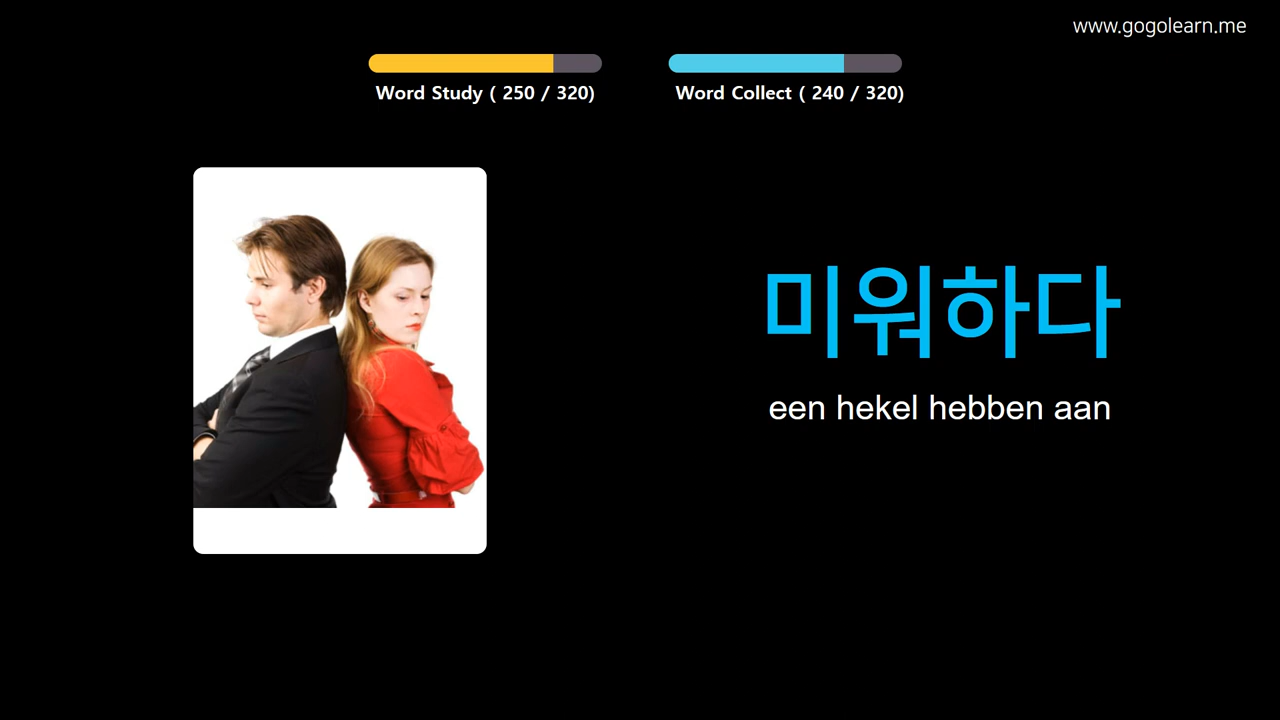 www.gogolearn.me
Word Study ( 250 / 320)
Word Collect ( 240 / 320)
미워하다
een hekel hebben aan